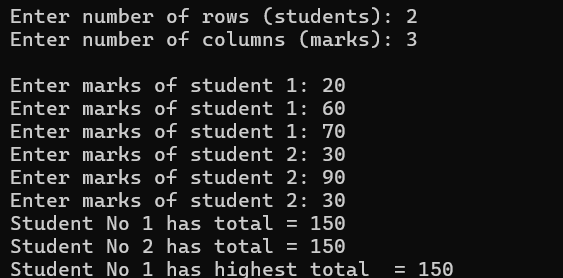 Enter number of rows (students): 2
Enter number of columns (marks): 3
Enter marks of student 1: 20
Enter marks of student 1: 60
Enter marks of student 1: 70
Enter marks of student 2: 30
Enter marks of student 2: 90
Enter marks of student 2: 30
Student No 1 has total = 150
Student No 2 has total = 150
Student No 1 has highest total  = 150